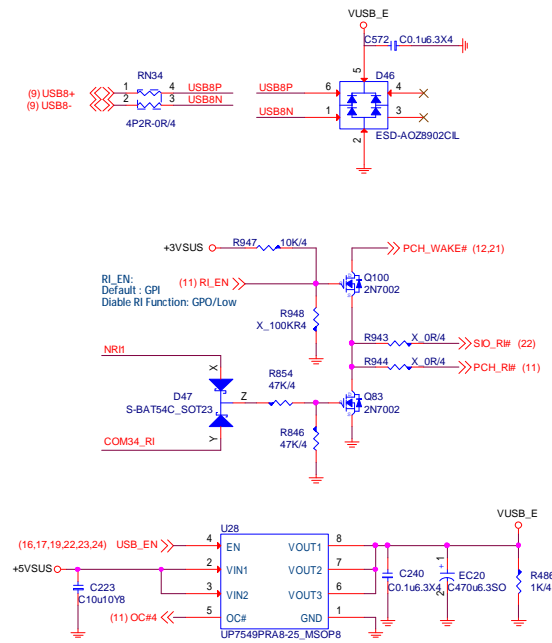 VUSB_E
C572 C0.1u6.3X4
RN34
5
D46
(9) USB8+ 1 4 USB8P USB8P 6 4
(9) USB8- 2 3 USB8N USB8N 1 3
4P2R-0R/4
2
ESD-AOZ8902CIL
R947 10K/4
+3VSUS
PCH_WAKE# (12,21)
RI_EN:
Default : GPI
Diable RI Function: GPO/Low
(11) RI_EN
Q100
2N7002
R948
X_100KR4
R943 X_0R/4
SIO_RI# (22)
R944 X_0R/4
PCH_RI# (11)
NRI1
X
D47
S-BAT54C_SOT23
Z
R854
47K/4
Q83
2N7002
Y
R846
47K/4
COM34_RI
VUSB_E
U28
(16,17,19,22,23,24) USB_EN 4 EN VOUT1 8
+5VSUS 2 VIN1 VOUT2 7
3 VIN2 VOUT3 6
(11) OC#4 5 OC# GND 1
UP7549PRA8-25_MSOP8
C223
C10u10Y8
C240
C0.1u6.3X4
1 +
EC20
C470u6.3SO
2
R486
1K/4